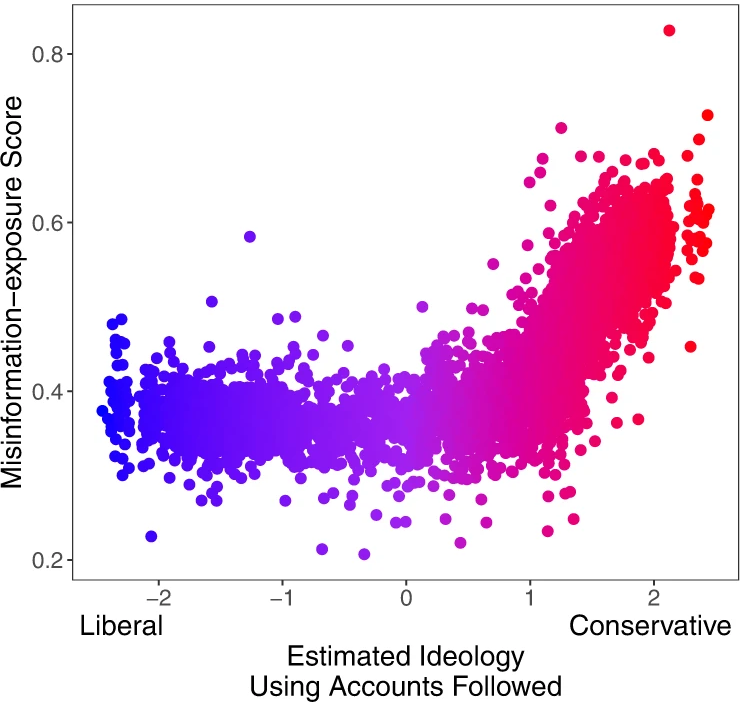 Misinformation−exposure Score
0.8
0.6
0.4
0.2
−2 −1 0 1 2
Liberal Conservative
Estimated Ideology
Using Accounts Followed